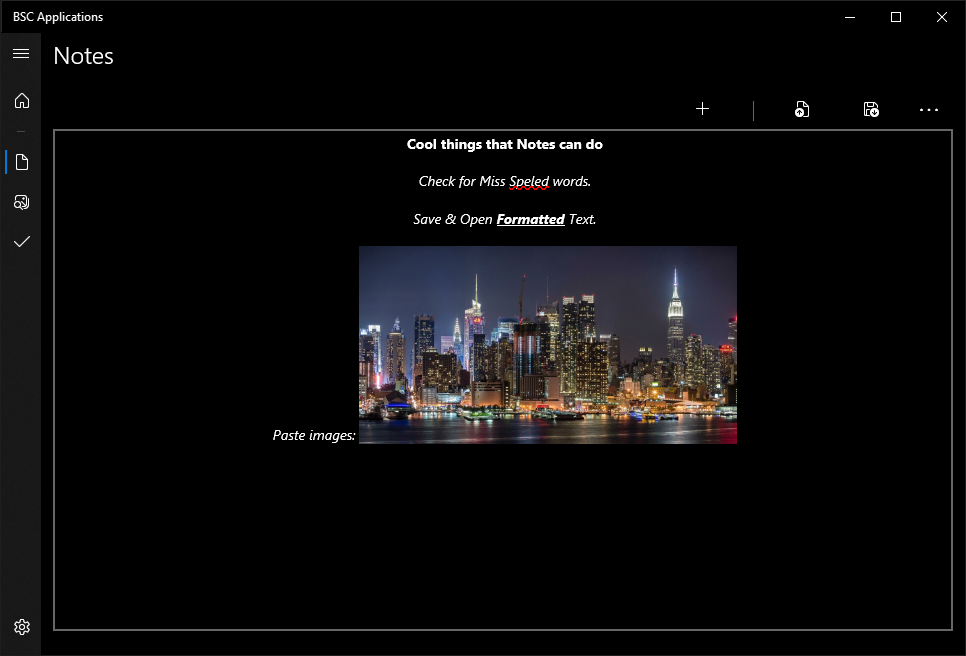 BSC Applications
Notes
Cool things that Notes can do
Check for Miss Speled words.
Save & Open Formatted Text.
Paste images: